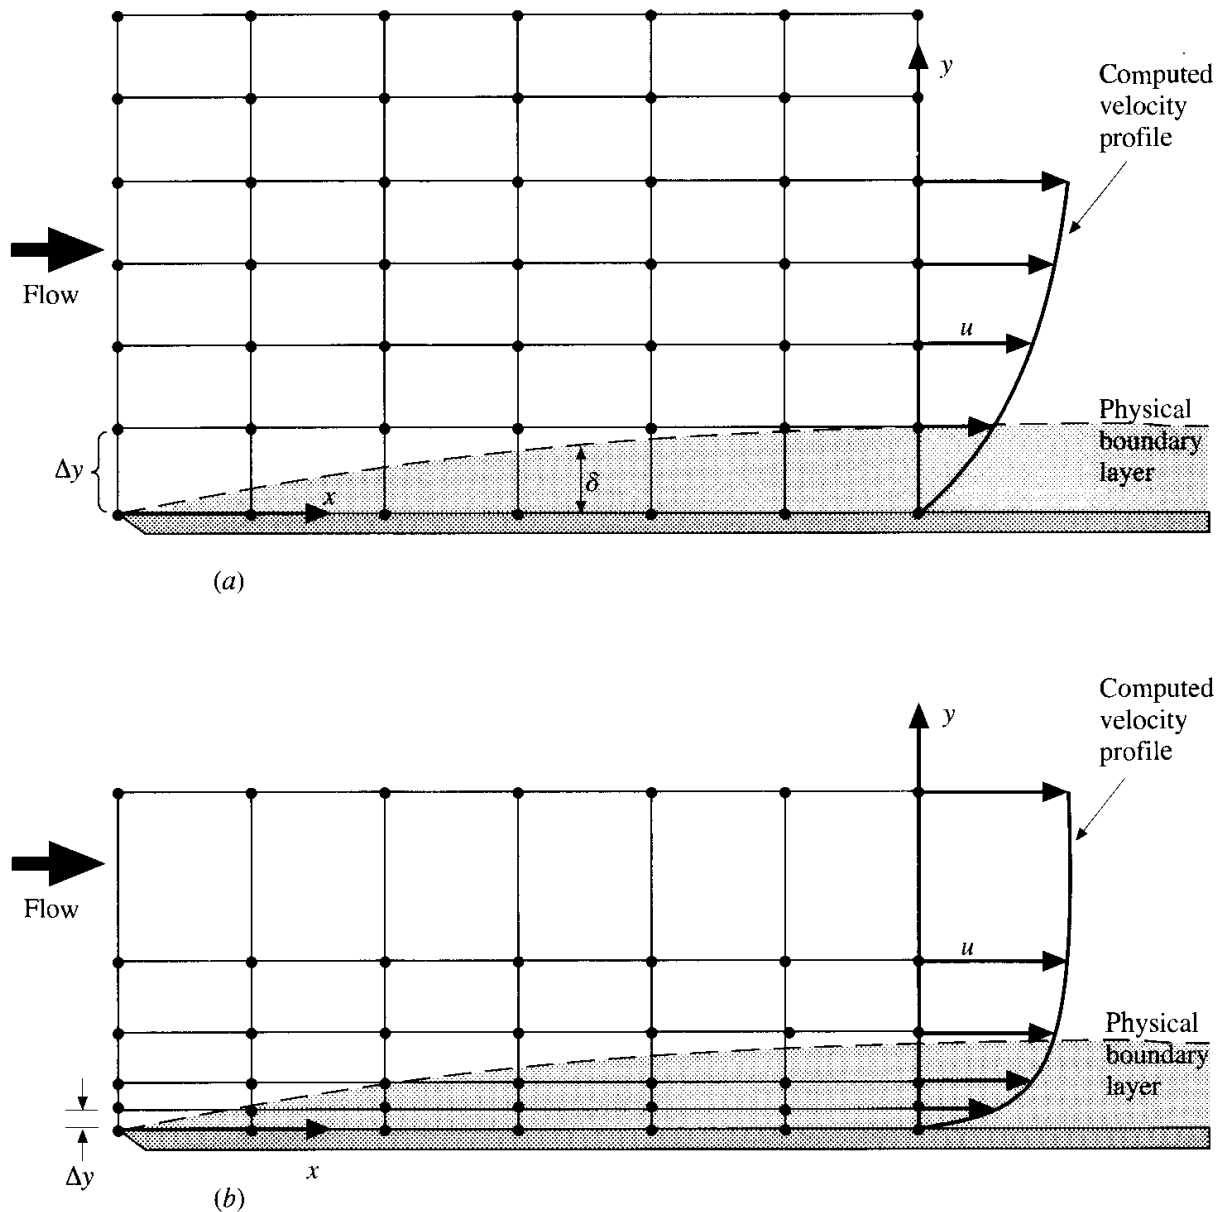 y
Computed
velocity
profile
Flow
u
Physical
boundary
layer
Δy
δ
x
(a)
Computed
velocity
profile
y
Flow
u
Physical
boundary
layer
Δy
x
(b)